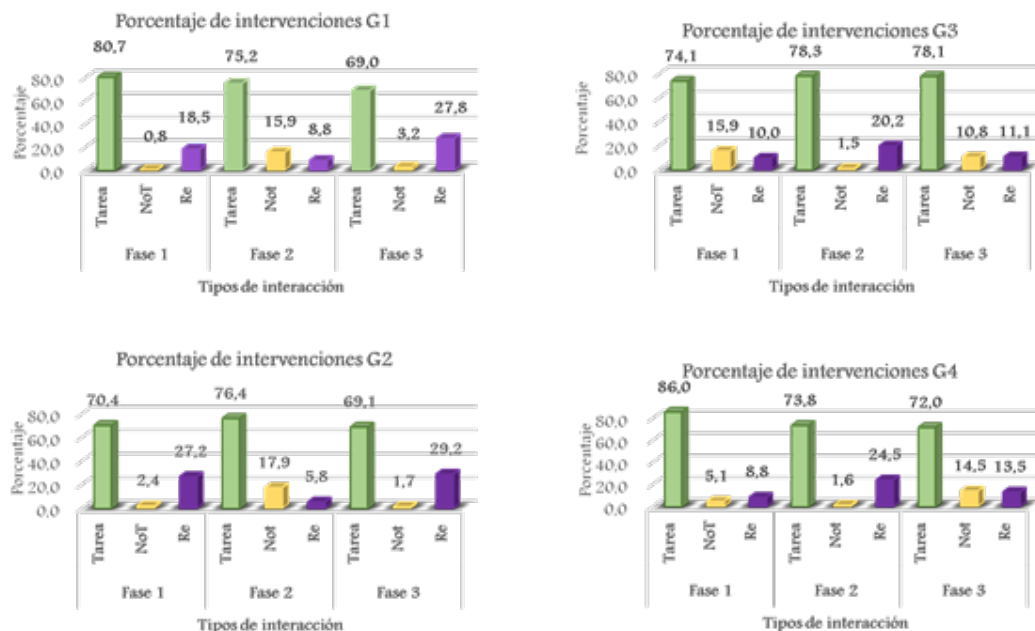 Porcentaje de intervenciones G1
80,7
75,2
69,0
80,0
60,0
40,0
20,0
0,0
Porcentaje
0,8
18,5
15,9
8,8
3,2
27,8
Tarea
NoT
Re
Tarea
Not
Re
Tarea
Not
Re
Fase 1
Fase 2
Fase 3
Tipos de interacción
Porcentaje de intervenciones G3
74,1
78,3
78,1
80,0
60,0
40,0
20,0
0,0
Porcentaje
15,9
10,0
1,5
20,2
10,8
11,1
Tarea
NoT
Re
Tarea
Not
Re
Tarea
Not
Re
Fase 1
Fase 2
Fase 3
Tipos de interacción
Porcentaje de intervenciones G2
70,4
76,4
69,1
80,0
60,0
40,0
20,0
0,0
Porcentaje
2,4
27,2
17,9
5,8
1,7
29,2
Tarea
NoT
Re
Tarea
Not
Re
Tarea
Not
Re
Fase 1
Fase 2
Fase 3
Tipos de interacción
Porcentaje de intervenciones G4
86,0
73,8
72,0
80,0
60,0
40,0
20,0
0,0
Porcentaje
5,1
8,8
1,6
24,5
14,5
13,5
Tarea
NoT
Re
Tarea
Not
Re
Tarea
Not
Re
Fase 1
Fase 2
Fase 3
Tipos de interacción